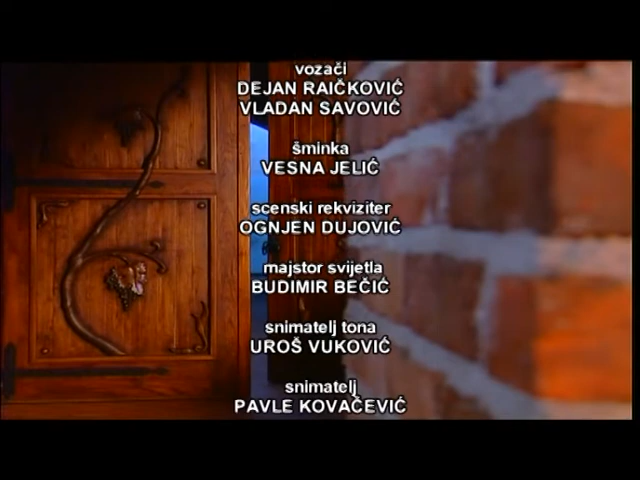 vozači
DEJAN RAIČKOVIĆ
VLADAN SAVOVIĆ
šminka
VESNA JELIĆ
scenski rekviziter
OGNJEN DUJOVIĆ
majstor svijetla
BUDIMIR BEČIĆ
snimatelj tona
UROŠ VUKOVIĆ
snimatelj
PAVLE KOVAČEVIĆ